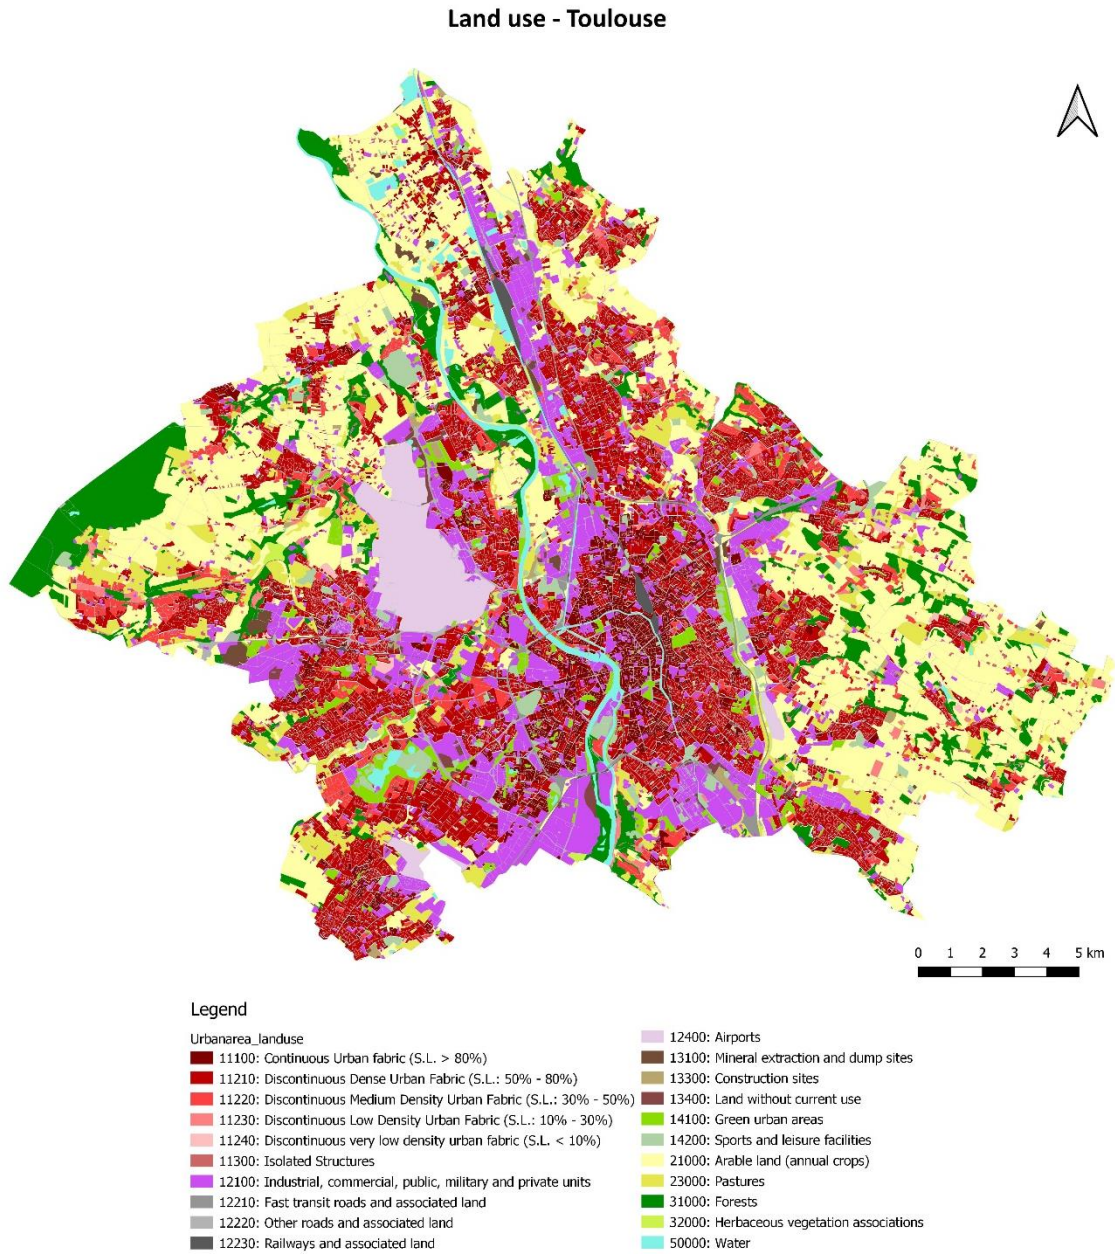 Land use - Toulouse
0 1 2 3 4 5 km
Legend
Urbanarea_landuse
11100: Continuous Urban fabric (S.L. > 80%)
11210: Discontinuous Dense Urban Fabric (S.L.: 50% - 80%)
11220: Discontinuous Medium Density Urban Fabric (S.L.: 30% - 50%)
11230: Discontinuous Low Density Urban Fabric (S.L.: 10% - 30%)
11240: Discontinuous very low density urban fabric (S.L. < 10%)
11300: Isolated Structures
12100: Industrial, commercial, public, military and private units
12210: Fast transit roads and associated land
12220: Other roads and associated land
12230: Railways and associated land
12400: Airports
13100: Mineral extraction and dump sites
13300: Construction sites
13400: Land without current use
14100: Green urban areas
14200: Sports and leisure facilities
21000: Arable land (annual crops)
23000: Pastures
31000: Forests
32000: Herbaceous vegetation associations
50000: Water